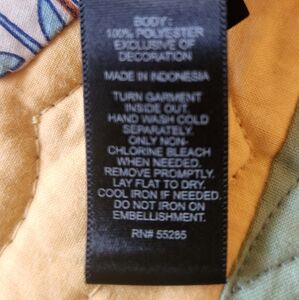 BODY:
100% POLYESTER
EXCLUSIVE OF
DECORATION
MADE IN INDONESIA
TURN GARMENT
INSIDE OUT.
HAND WASH COLD
SEPARATELY.
ONLY NON-
CHLORINE BLEACH
WHEN NEEDED.
REMOVE PROMPTLY.
LAY FLAT TO DRY.
COOL IRON IF NEEDED.
DO NOT IRON ON
EMBELLISHMENT.
RN# 55285